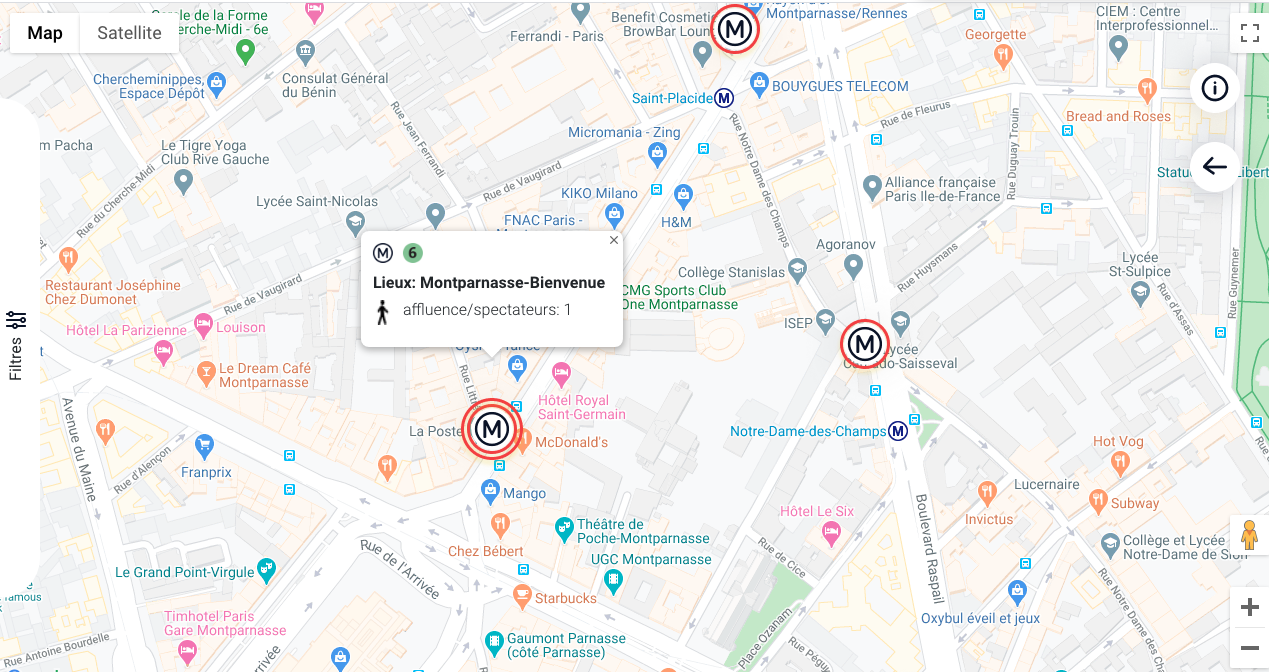 Map
Satellite
Cercle de la Forme
Cherche-Midi - 6e
Ferrandi - Paris
Benefit Cosmetics
BrowBar Loun
M
Montparnasse/Rennes
CIEM : Centre
Interprofessionnel...
Georgette
Chercheminippes,
Espace Dépôt
Consulat Général
du Bénin
Saint-Placide
M
BOUYGUES TELECOM
Bread and Roses
Rue de Fleurus
Rue Jean Ferrandi
Micromania - Zing
Rue Notre Dame des Champs
Rue Duguay Trouin
m Pacha
Le Tigre Yoga
Club Rive Gauche
Rue du Cherche-Midi
Rue de Vaugirard
KIKO Milano
Alliance française
Paris Ile-de-France
Lycée Saint-Nicolas
FNAC Paris -
H&M
Agoranov
Rue Huysmans
Lycée
St-Sulpice
Rue Guynemer
Rue d'Assas
M
6
×
Lieux: Montparnasse-Bienvenue
affluence/spectateurs: 1
Collège Stanislas
CMG Sports Club
One Montparnasse
Restaurant Joséphine
Chez Dumonet
Rue de Vaugirard
Hôtel La Parizienne
Louison
ISEP
M
Filtres
Le Dream Café
Montparnasse
Hôtel Royal
Saint-Germain
La Poste
M
McDonald's
Notre-Dame-des-Champs
M
Hot Vog
Avenue du Maine
Rue d'Alençon
Franprix
Mango
Lucernaire
Invictus
Subway
Hôtel Le Six
Boulevard Raspail
Chez Bébert
Théâtre de
Poche-Montparnasse
UGC Montparnasse
Rue de Cicé
Collège et Lycée
Notre-Dame de Sion
Rue de l'Arrivée
Le Grand Point-Virgule
Starbucks
Oxybul éveil et jeux
Rue Notre Dame des
famous
Timhotel Paris
Gare Montparnasse
Rue Antoine Bourdelle
Gaumont Parnasse
(côté Parnasse)
Place Ozanam
Rue Péguy